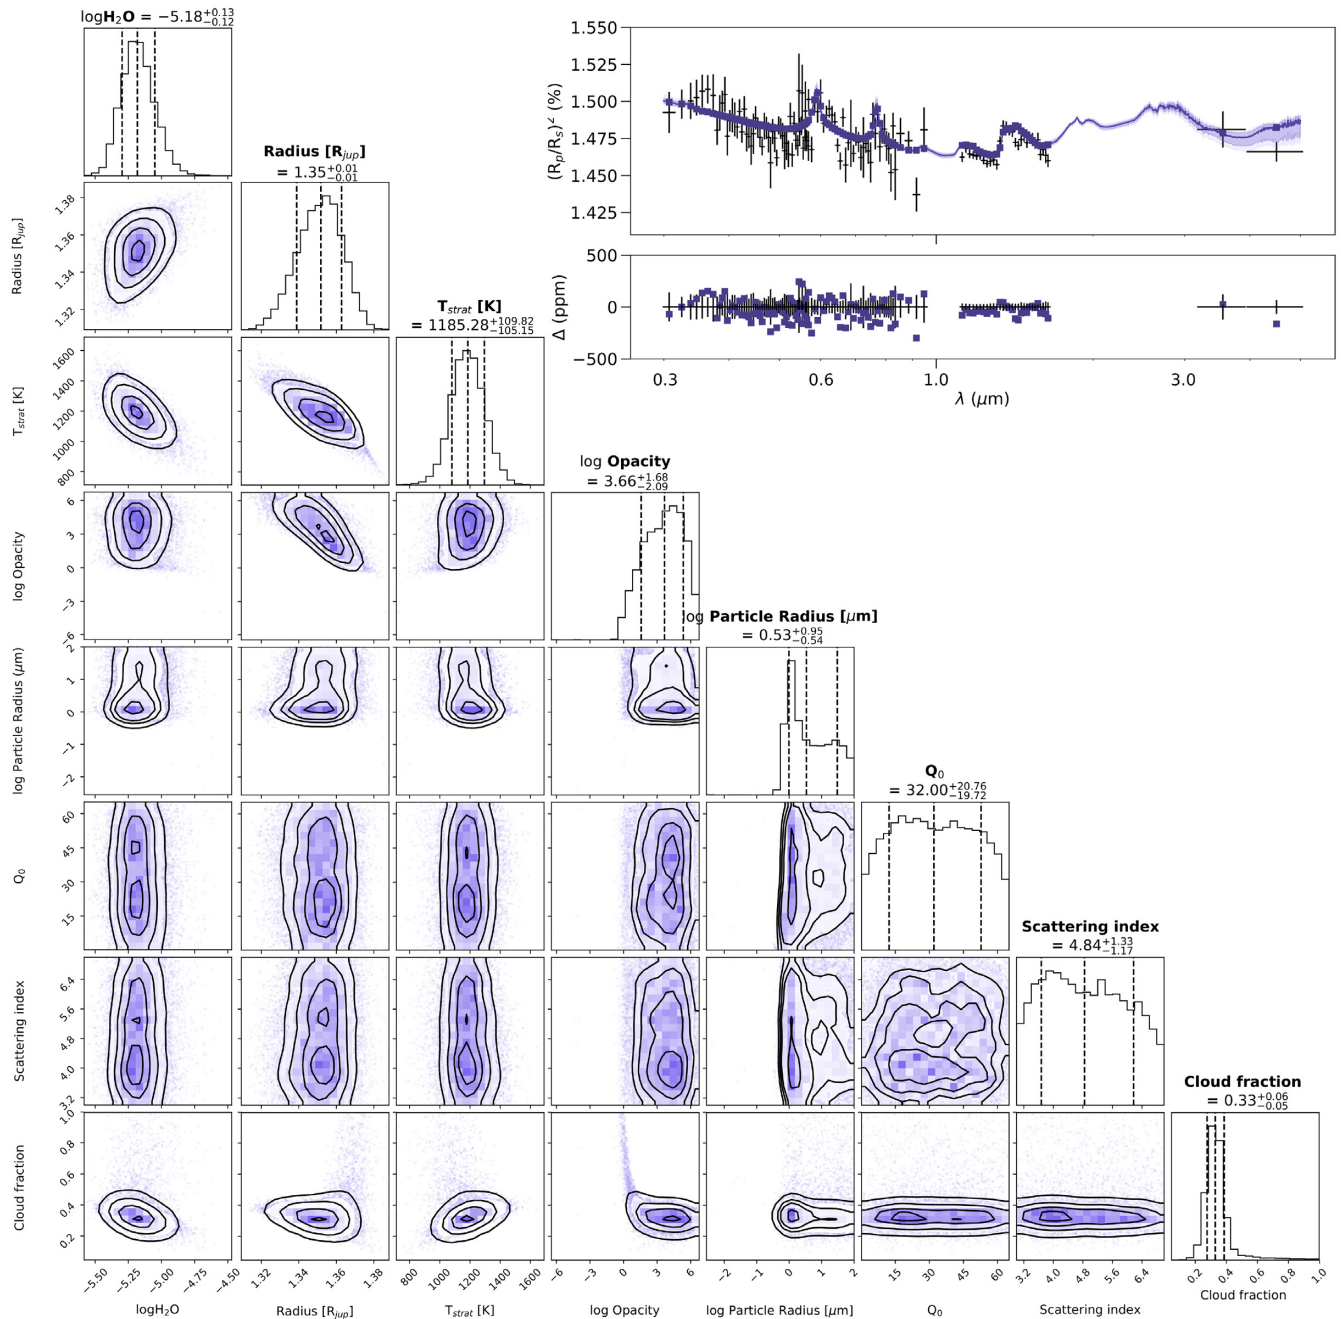 logH₂O = −5.18+0.13−0.12
Radius [Rjup]
= 1.35+0.01−0.01
Tstrat [K]
= 1185.28+109.82−105.15
log Opacity
= 3.66+1.68−2.09
log Particle Radius [μm]
= 0.53+0.95−0.54
Q₀
= 32.00+20.76−19.72
Scattering index
= 4.84+1.33−1.17
Cloud fraction
= 0.33+0.06−0.05
(Rp/Rs)² (%)
1.550
1.525
1.500
1.475
1.450
1.425
Δ (ppm)
500
0
−500
0.3 0.6 1.0 3.0
λ (μm)
Radius [Rjup]
1.38
1.36
1.34
1.32
Tstrat [K]
1600
1400
1200
1000
800
log Opacity
6
3
0
−3
−6
log Particle Radius (μm)
2
1
0
−1
−2
Q₀
60
45
30
15
Scattering index
6.4
5.6
4.8
4.0
3.2
Cloud fraction
1.0
0.8
0.6
0.4
0.2
−5.50 −5.25 −5.00 −4.75 −4.50
logH₂O
1.32 1.34 1.36 1.38
Radius [Rjup]
800 1000 1200 1400 1600
Tstrat [K]
−6 −3 0 3 6
log Opacity
−2 −1 0 1 2
log Particle Radius [μm]
15 30 45 60
Q₀
3.2 4.0 4.8 5.6 6.4
Scattering index
0.2 0.4 0.6 0.8 1.0
Cloud fraction